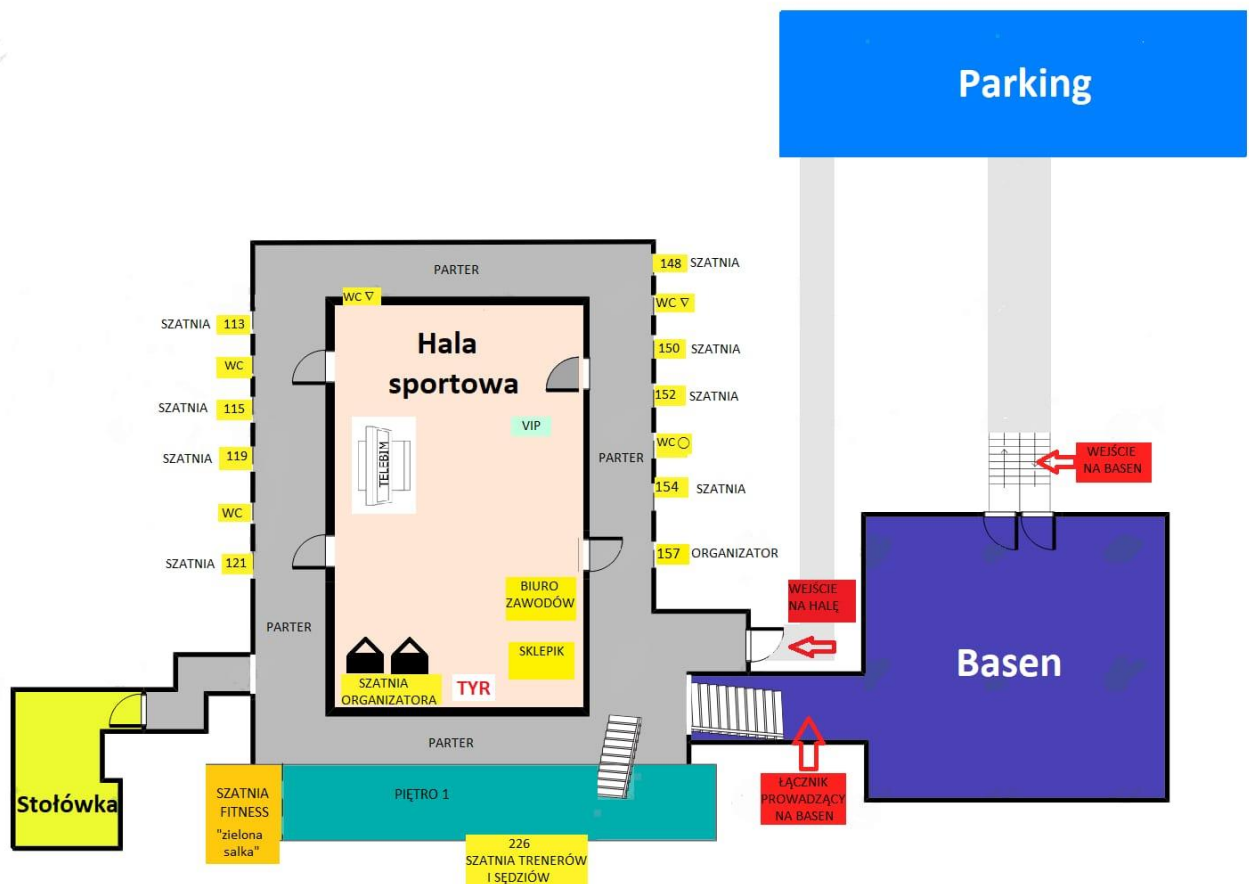 Parking
PARTER
148 SZATNIA
WC ▽
WC ▽
SZATNIA 113
Hala
sportowa
150 SZATNIA
WC
152 SZATNIA
SZATNIA 115
VIP
PARTER
WC ○
SZATNIA 119
TELEBIM
WEJŚCIE
NA BASEN
154 SZATNIA
WC
157 ORGANIZATOR
SZATNIA 121
BIURO
ZAWODÓW
WEJŚCIE
NA HALĘ
PARTER
SKLEPIK
Basen
SZATNIA
ORGANIZATORA
TYR
PARTER
Stołówka
SZATNIA
FITNESS
"zielona
salka"
PIĘTRO 1
ŁĄCZNIK
PROWADZĄCY
NA BASEN
226
SZATNIA TRENERÓW
I SĘDZIÓW